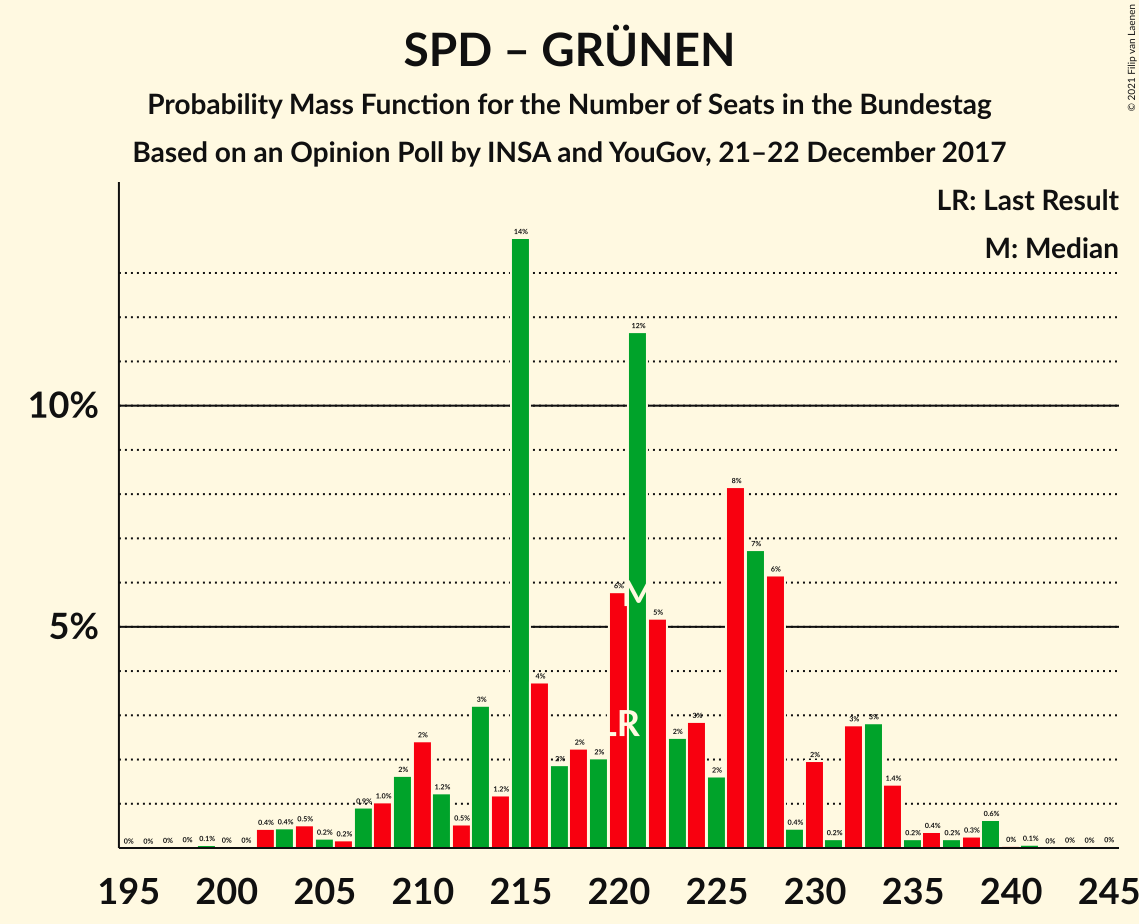 SPD – GRÜNEN
Probability Mass Function for the Number of Seats in the Bundestag
Based on an Opinion Poll by INSA and YouGov, 21–22 December 2017
© 2021 Filip van Laenen
LR: Last Result
M: Median
10%
5%
0% 0% 0% 0% 0.1% 0% 0% 0.4% 0.4% 0.5% 0.2% 0.2% 0.9% 1.0% 2% 2% 1.2% 0.5% 3% 1.2% 14% 4% 2% 2% 2% 6% 12% 5% 2% 3% 2% 8% 7% 6% 0.4% 2% 0.2% 3% 3% 1.4% 0.2% 0.4% 0.2% 0.3% 0.6% 0% 0.1% 0% 0% 0% 0%
M
LR
195 200 205 210 215 220 225 230 235 240 245